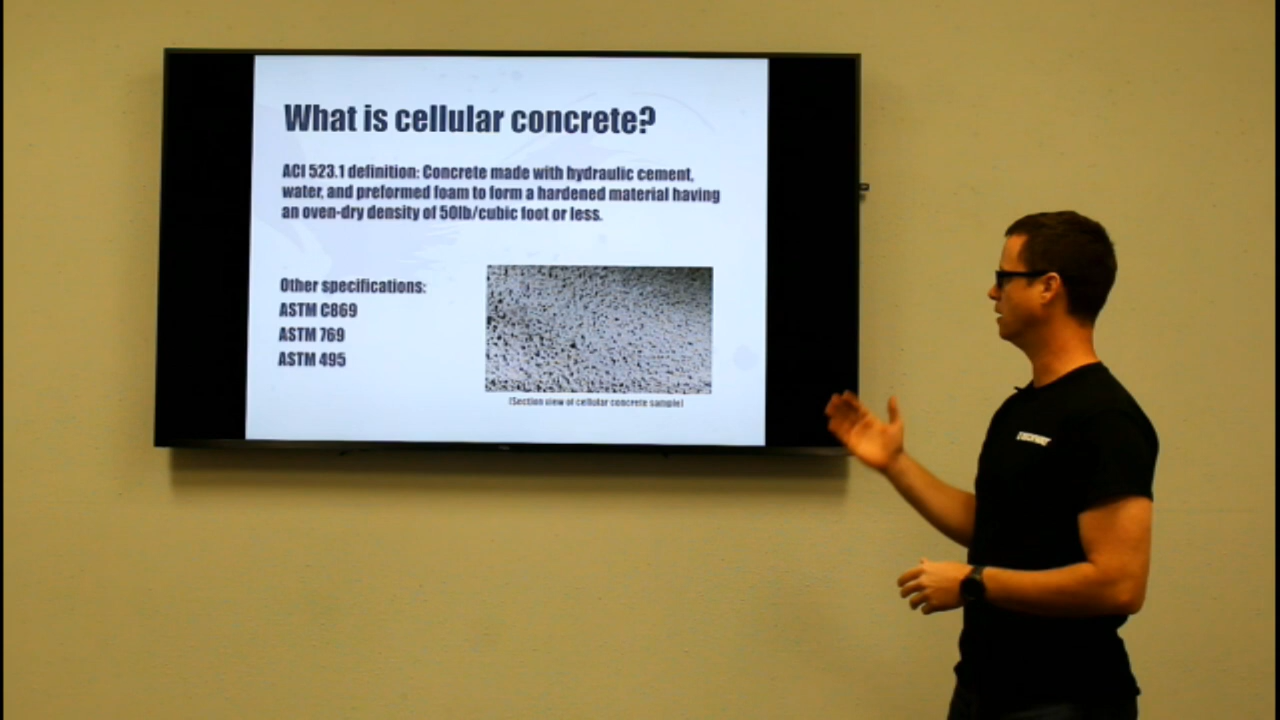 What is cellular concrete?
ACI 523.1 definition: Concrete made with hydraulic cement,
water, and preformed foam to form a hardened material having
an oven-dry density of 50lb/cubic foot or less.
Other specifications:
ASTM C869
ASTM 769
ASTM 495
(Section view of cellular concrete sample)